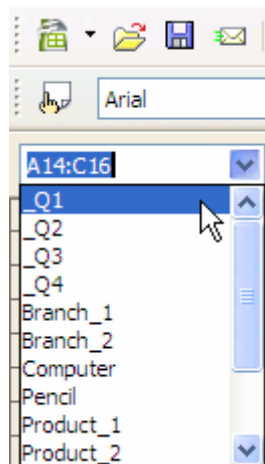 Arial
A14:C16
_Q1
_Q2
_Q3
_Q4
Branch_1
Branch_2
Computer
Pencil
Product_1
Product_2